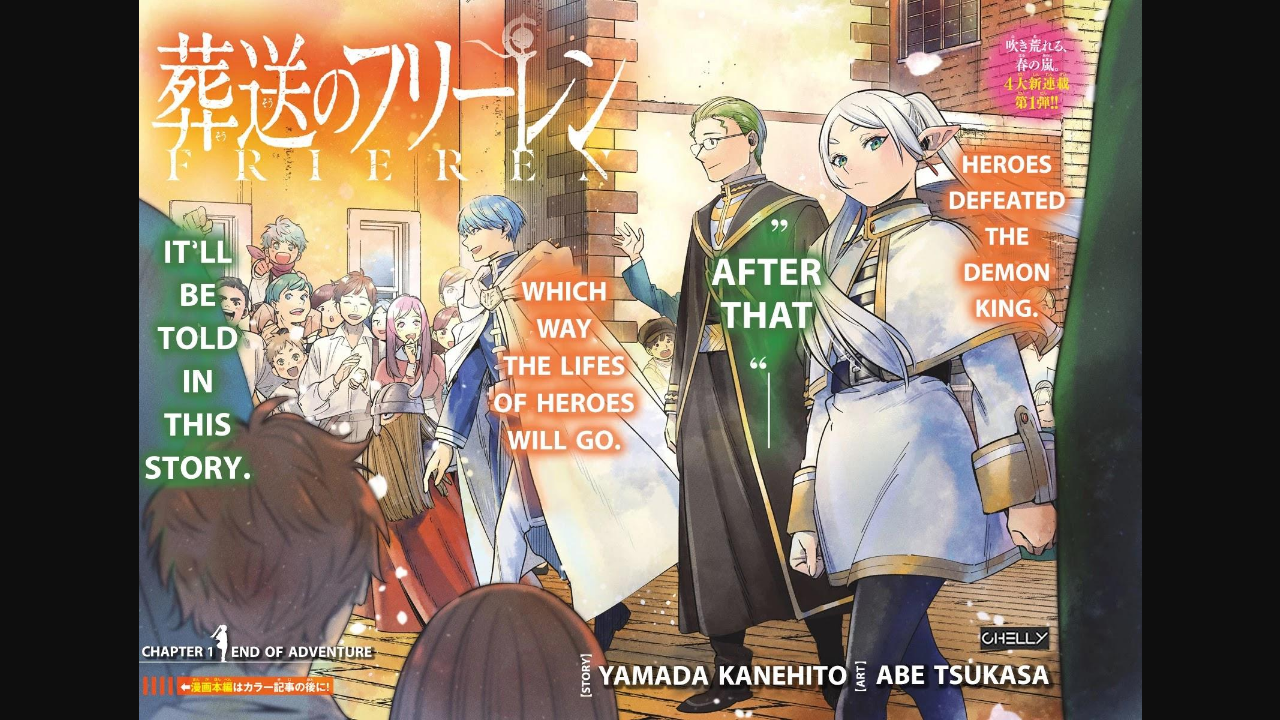 葬送のフリーレン
FRIEREN
吹き荒れる、
春の嵐。
4大新連載
第1弾!!
HEROES
DEFEATED
THE
DEMON
KING.
”
AFTER
THAT
“
WHICH
WAY
THE LIFES
OF HEROES
WILL GO.
IT'LL
BE
TOLD
IN
THIS
STORY.
CHAPTER 1 END OF ADVENTURE
←漫画本編はカラー記事の後に!
[STORY] YAMADA KANEHITO [ART] ABE TSUKASA
CHELLY